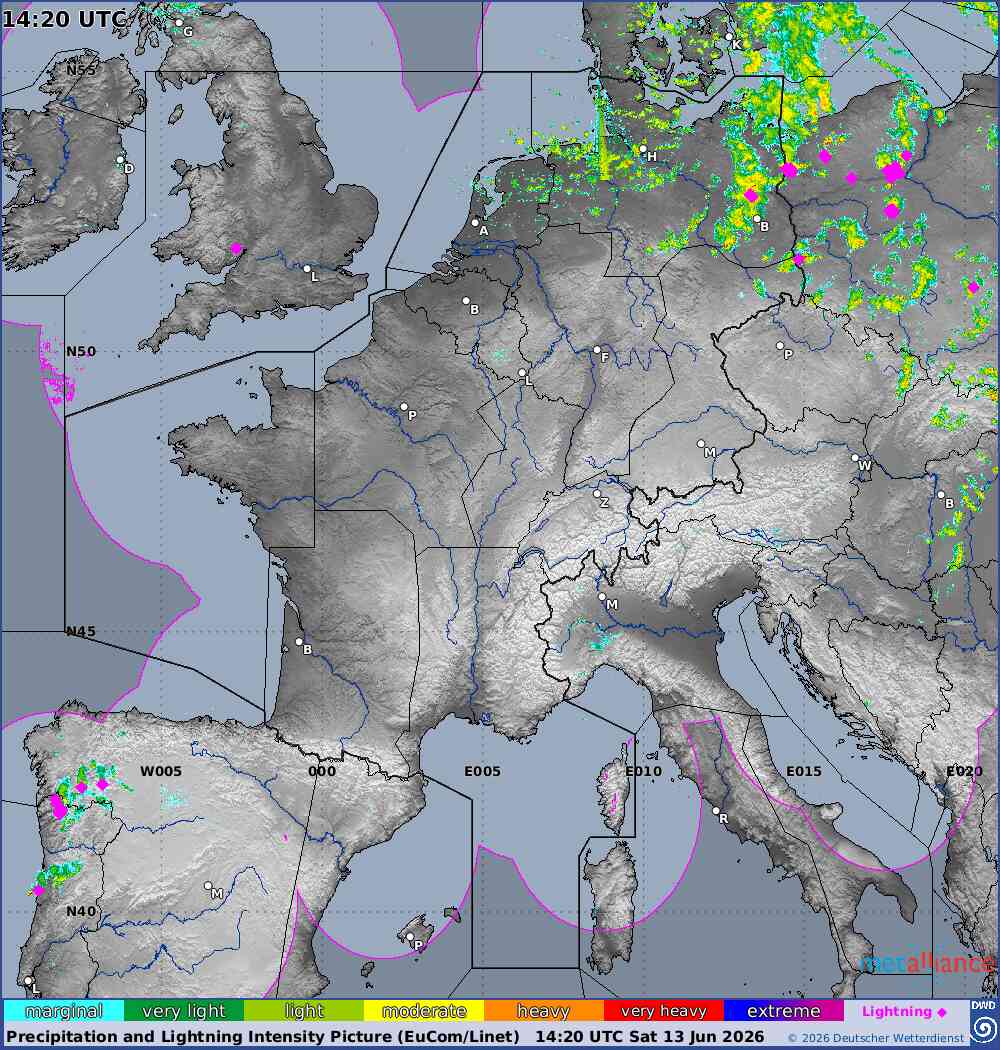 14:20 UTC
G
K
N55
H
D
A
B
L
B
N50
P
F
L
P
M
W
Z
B
M
N45
B
W005
000
E005
E010
E015
E020
R
M
N40
P
metalliance
L
marginal
very light
light
moderate
heavy
very heavy
extreme
Lightning
DWD
Precipitation and Lightning Intensity Picture (EuCom/Linet) 14:20 UTC Sat 13 Jun 2026 © 2026 Deutscher Wetterdienst